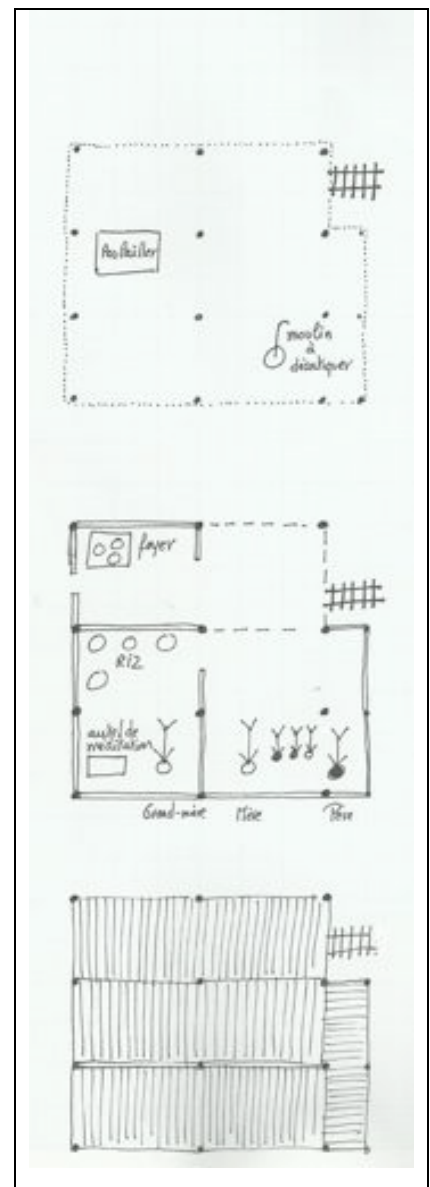 Poulailler
moulin
à
décortiquer
foyer
RIZ
autel de
méditation
Grand-mère Mère Père